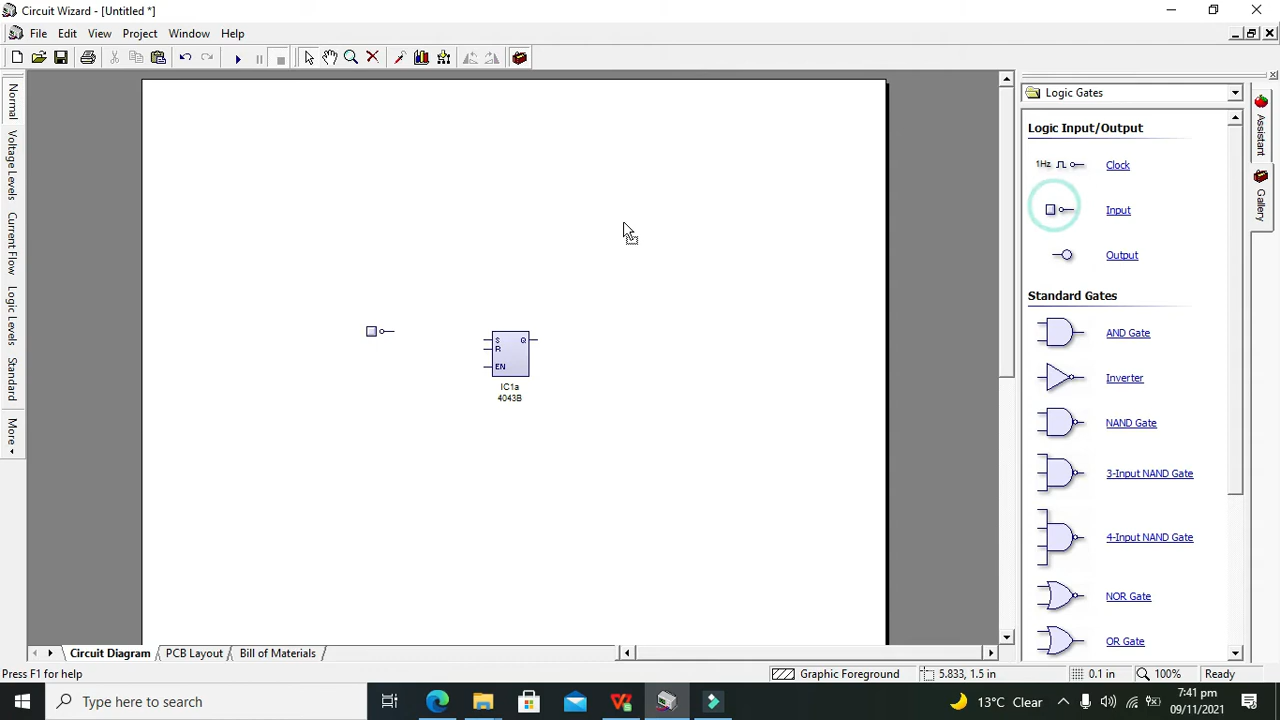 Circuit Wizard - [Untitled *]
File Edit View Project Window Help
Normal
Voltage Levels
Current Flow
Logic Levels
Standard
More
Logic Gates
Logic Input/Output
1Hz Clock
Input
Output
Standard Gates
AND Gate
Inverter
NAND Gate
3-Input NAND Gate
4-Input NAND Gate
NOR Gate
OR Gate
Assistant
Gallery
S Q
R
EN
IC1a
4043B
Circuit Diagram PCB Layout Bill of Materials
Press F1 for help Graphic Foreground 5.833, 1.5 in 0.1 in 100% Ready
Type here to search 13°C Clear 7:41 pm
09/11/2021